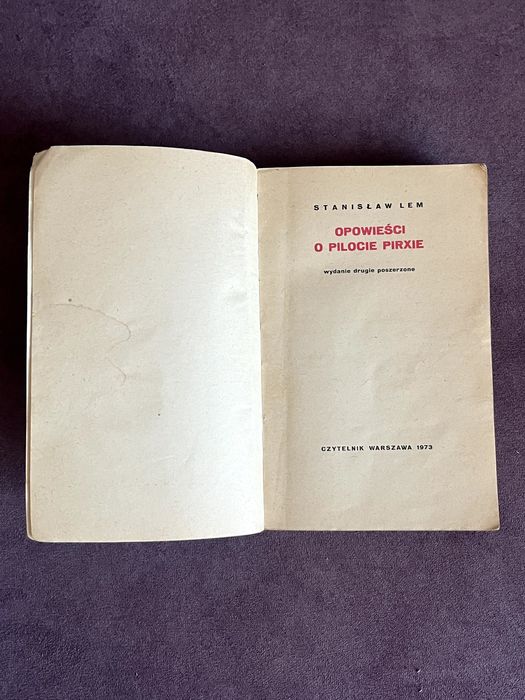 STANISŁAW LEM
OPOWIEŚCI
O PILOCIE PIRXIE
wydanie drugie poszerzone
CZYTELNIK WARSZAWA 1973